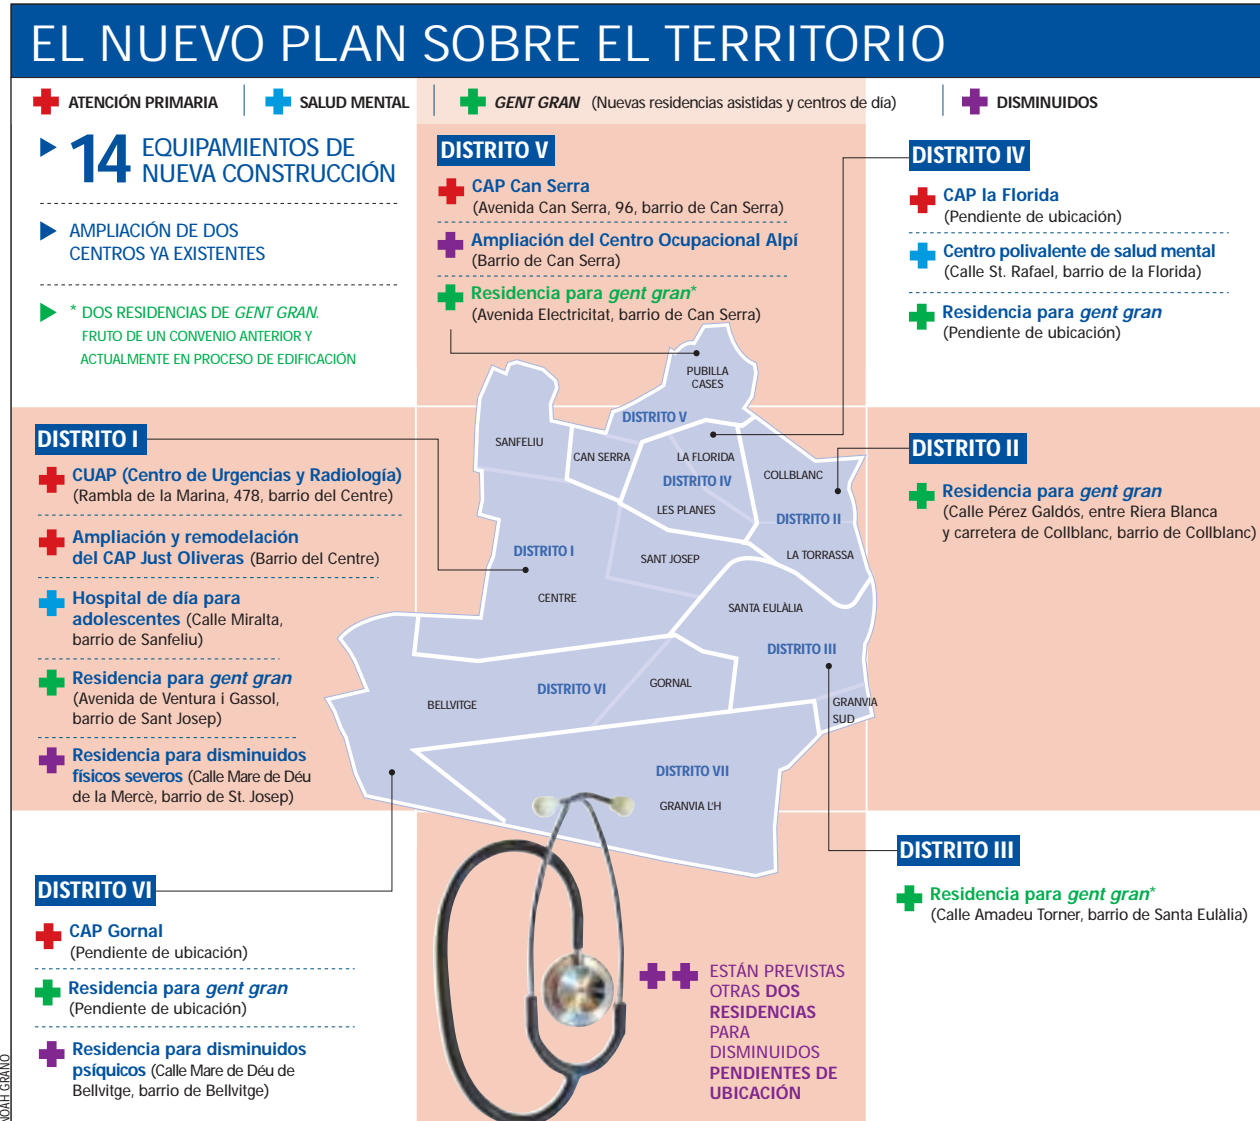 EL NUEVO PLAN SOBRE EL TERRITORIO
ATENCIÓN PRIMARIA
SALUD MENTAL
GENT GRAN (Nuevas residencias asistidas y centros de día)
DISMINUIDOS
14 EQUIPAMIENTOS DE
NUEVA CONSTRUCCIÓN
AMPLIACIÓN DE DOS
CENTROS YA EXISTENTES
* DOS RESIDENCIAS DE GENT GRAN.
FRUTO DE UN CONVENIO ANTERIOR Y
ACTUALMENTE EN PROCESO DE EDIFICACIÓN
DISTRITO V
CAP Can Serra
(Avenida Can Serra, 96, barrio de Can Serra)
Ampliación del Centro Ocupacional Alpí
(Barrio de Can Serra)
Residencia para gent gran*
(Avenida Electricitat, barrio de Can Serra)
DISTRITO IV
CAP la Florida
(Pendiente de ubicación)
Centro polivalente de salud mental
(Calle St. Rafael, barrio de la Florida)
Residencia para gent gran
(Pendiente de ubicación)
DISTRITO I
CUAP (Centro de Urgencias y Radiología)
(Rambla de la Marina, 478, barrio del Centre)
Ampliación y remodelación
del CAP Just Oliveras (Barrio del Centre)
Hospital de día para
adolescentes (Calle Miralta,
barrio de Sanfeliu)
Residencia para gent gran
(Avenida de Ventura i Gassol,
barrio de Sant Josep)
Residencia para disminuidos
físicos severos (Calle Mare de Déu
de la Mercè, barrio de St. Josep)
PUBILLA
CASES
DISTRITO V
SANFELIU
CAN SERRA
LA FLORIDA
DISTRITO IV
COLLBLANC
LES PLANES
DISTRITO II
DISTRITO I
SANT JOSEP
LA TORRASSA
CENTRE
SANTA EULÀLIA
DISTRITO III
DISTRITO VI
GORNAL
BELLVITGE
GRANVIA
SUD
DISTRITO VII
GRANVIA L'H
DISTRITO II
Residencia para gent gran
(Calle Pérez Galdós, entre Riera Blanca
y carretera de Collblanc, barrio de Collblanc)
DISTRITO III
Residencia para gent gran*
(Calle Amadeu Torner, barrio de Santa Eulàlia)
DISTRITO VI
CAP Gornal
(Pendiente de ubicación)
Residencia para gent gran
(Pendiente de ubicación)
Residencia para disminuidos
psíquicos (Calle Mare de Déu de
Bellvitge, barrio de Bellvitge)
ESTÁN PREVISTAS
OTRAS DOS
RESIDENCIAS
PARA
DISMINUIDOS
PENDIENTES DE
UBICACIÓN
NOAH GRANO